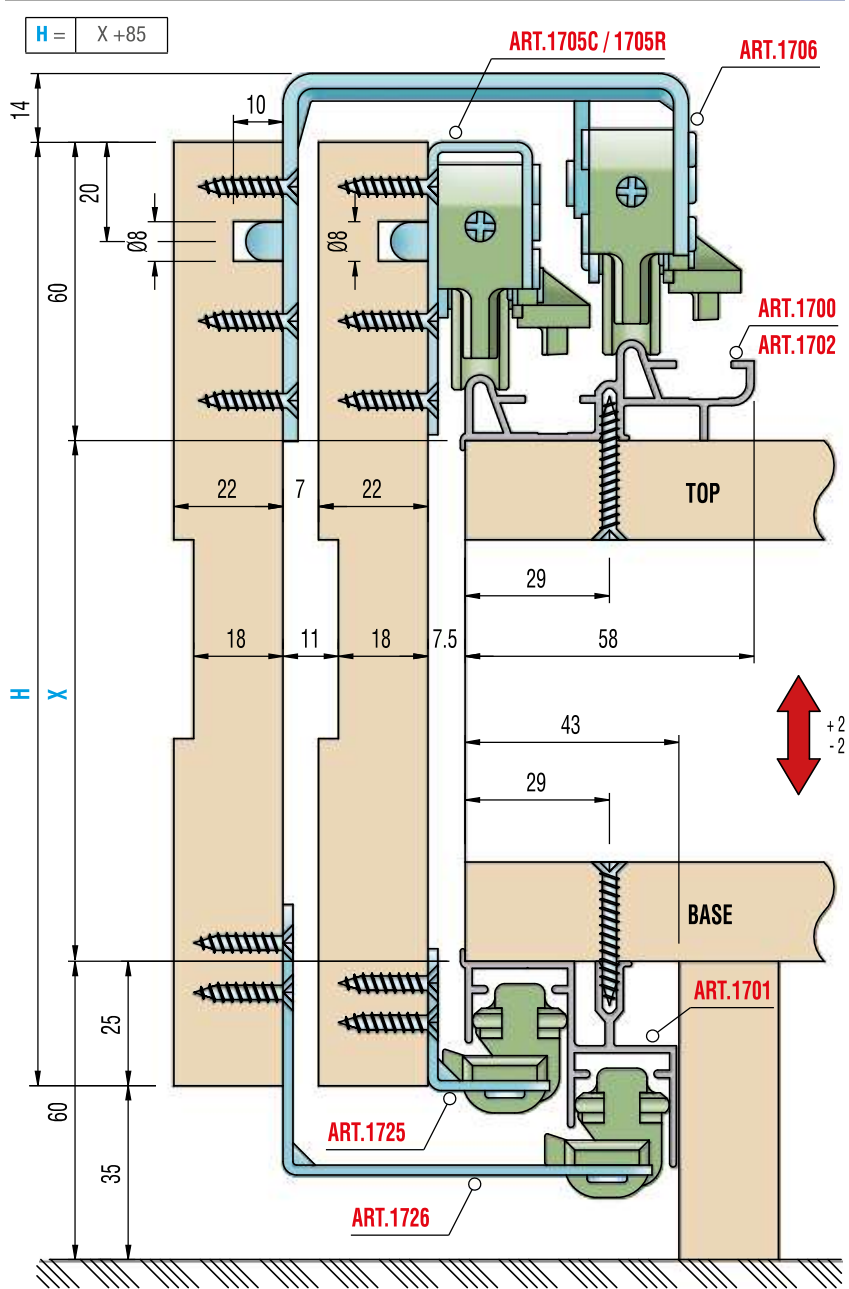 H = X +85
ART.1705C / 1705R
ART.1706
14
10
20
Ø8
Ø8
60
ART.1700
ART.1702
22
7
22
TOP
29
18
11
18
7.5
58
H
X
43
+2
-2
29
BASE
ART.1701
25
60
ART.1725
35
ART.1726